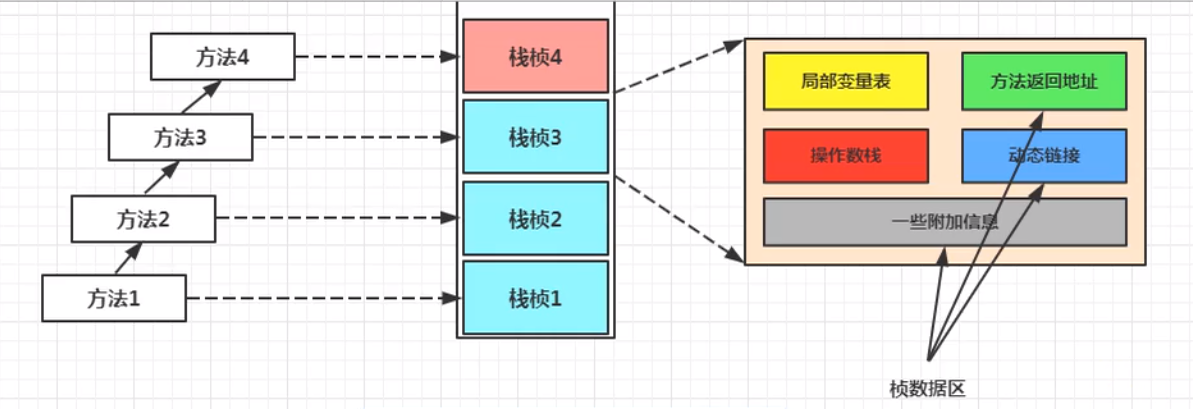 方法4
方法3
方法2
方法1
栈桢4
栈桢3
栈桢2
栈桢1
局部变量表
方法返回地址
操作数栈
动态链接
一些附加信息
桢数据区